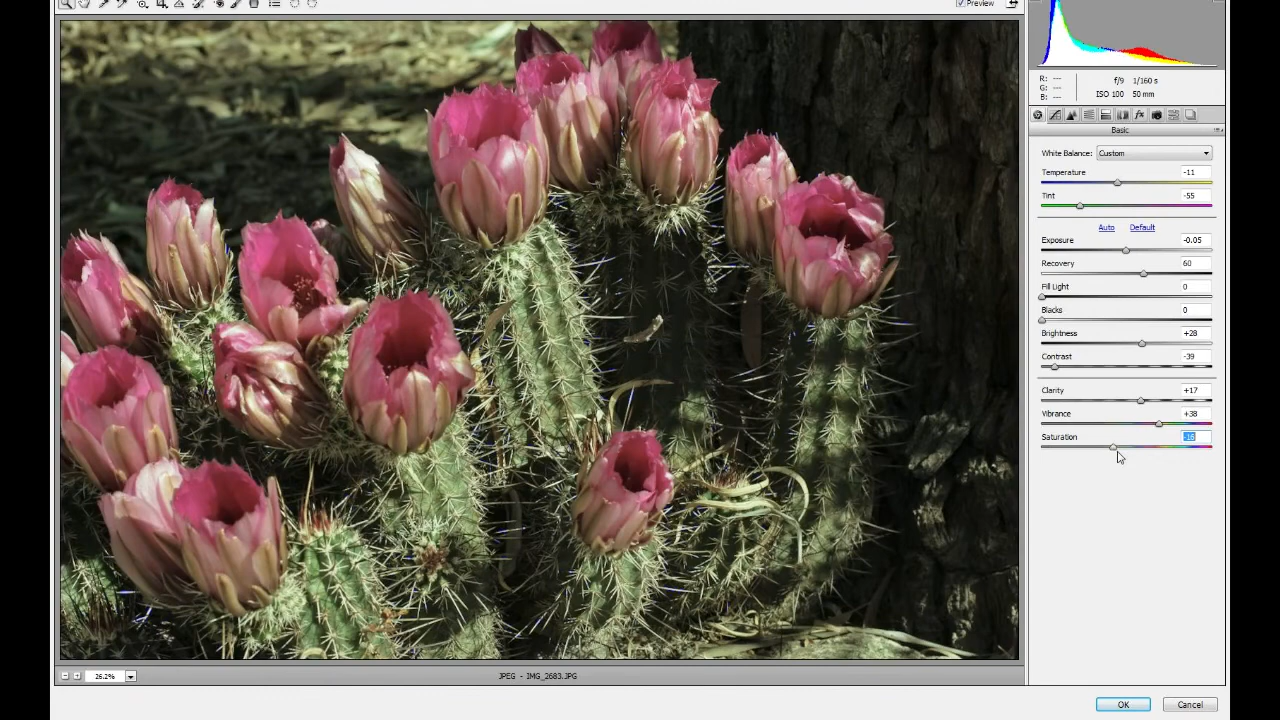 Preview
R: ---
G: ---
B: ---
f/9 1/160 s
ISO 100 50 mm
fx
Basic
White Balance: Custom
Temperature -11
Tint -55
Auto Default
Exposure -0.05
Recovery 60
Fill Light 0
Blacks 0
Brightness +28
Contrast -39
Clarity +17
Vibrance +38
Saturation
26.2%
JPEG - IMG_2683.JPG
OK Cancel